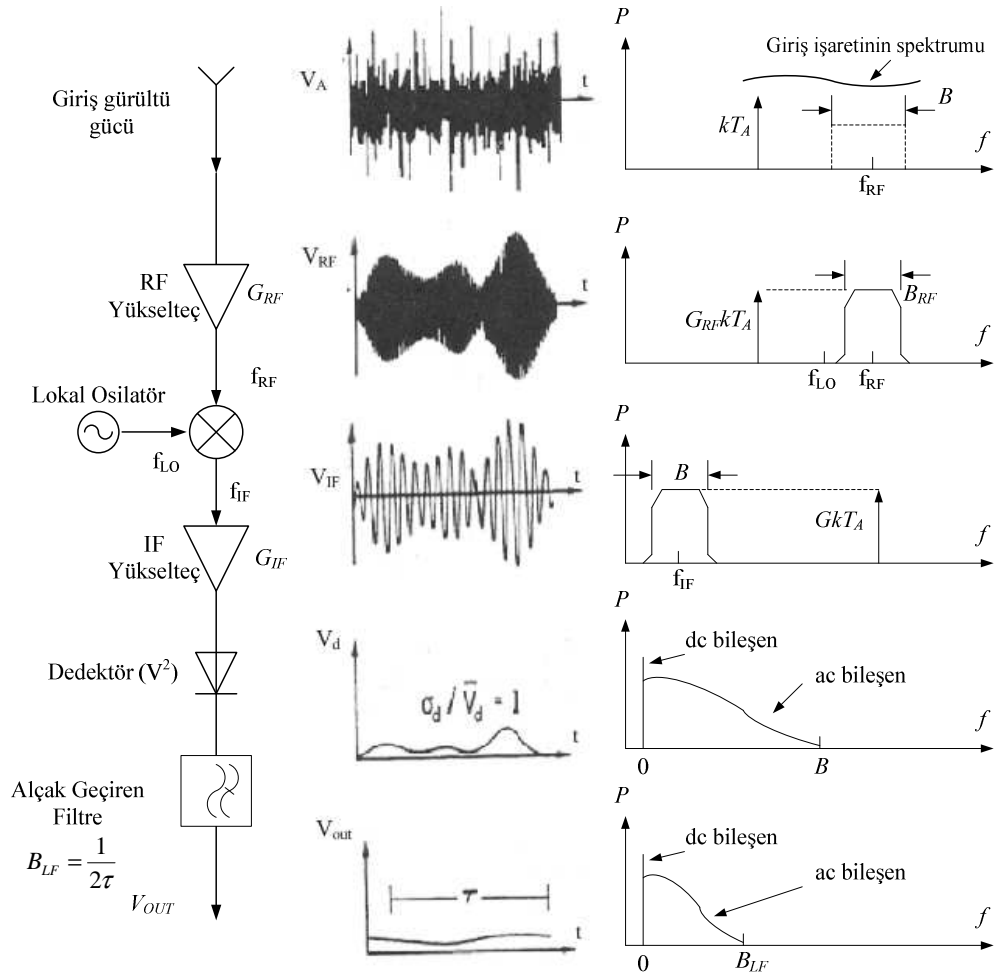 Giriş gürültü
gücü
RF
Yükselteç
G_RF
f_RF
Lokal Osilatör
f_LO
f_IF
IF
Yükselteç
G_IF
Dedektör (V²)
Alçak Geçiren
Filtre
B_LF = 1/2τ
V_OUT
V_A
t
V_RF
t
V_IF
t
V_d
σ_d / V̅_d = 1
t
V_out
τ
t
P
Giriş işaretinin spektrumu
B
kT_A
f
f_RF
P
B_RF
G_RF kT_A
f
f_LO
f_RF
P
B
GkT_A
f
f_IF
P
dc bileşen
ac bileşen
f
0
B
P
dc bileşen
ac bileşen
f
0
B_LF